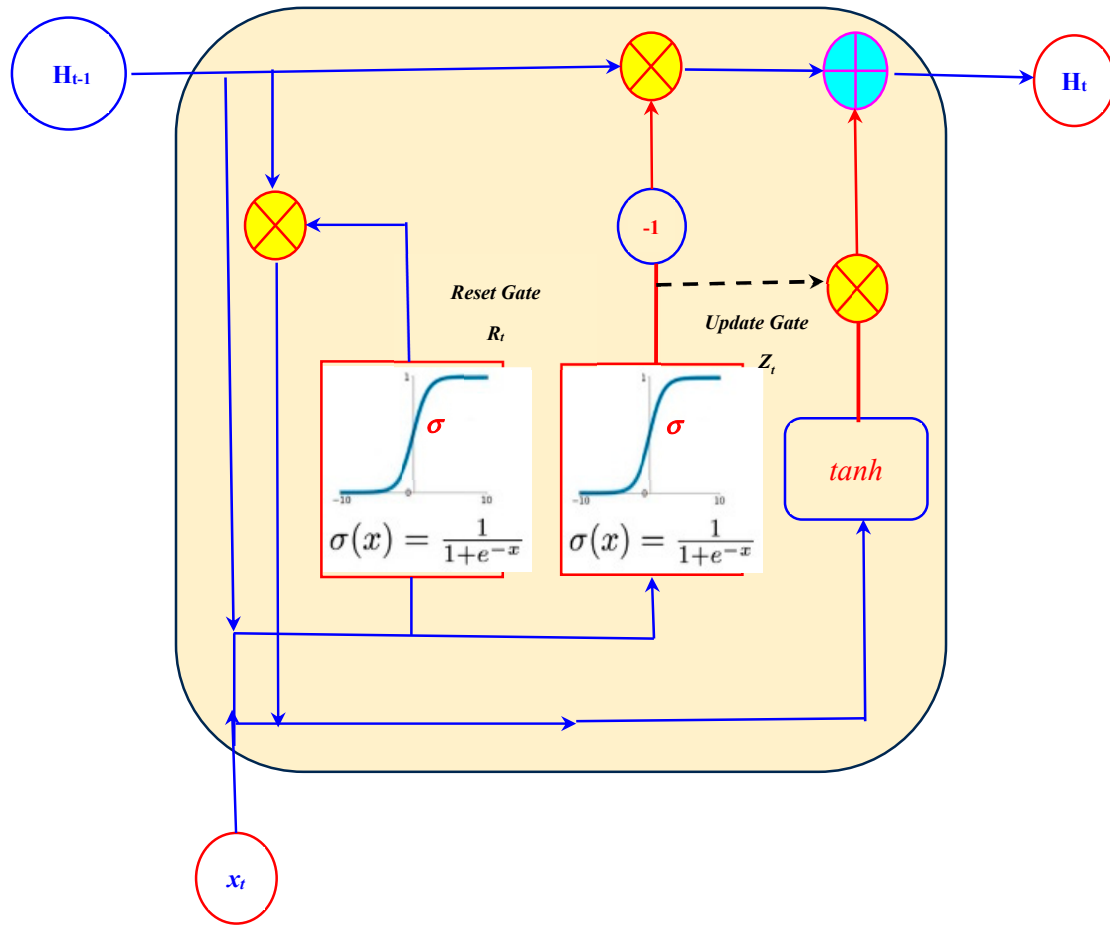 Hₜ₋₁
Hₜ
-1
Reset Gate
Rₜ
Update Gate
Zₜ
1
σ
0
-10
10
σ(x) = 1/(1+e⁻ˣ)
1
σ
0
-10
10
σ(x) = 1/(1+e⁻ˣ)
tanh
xₜ